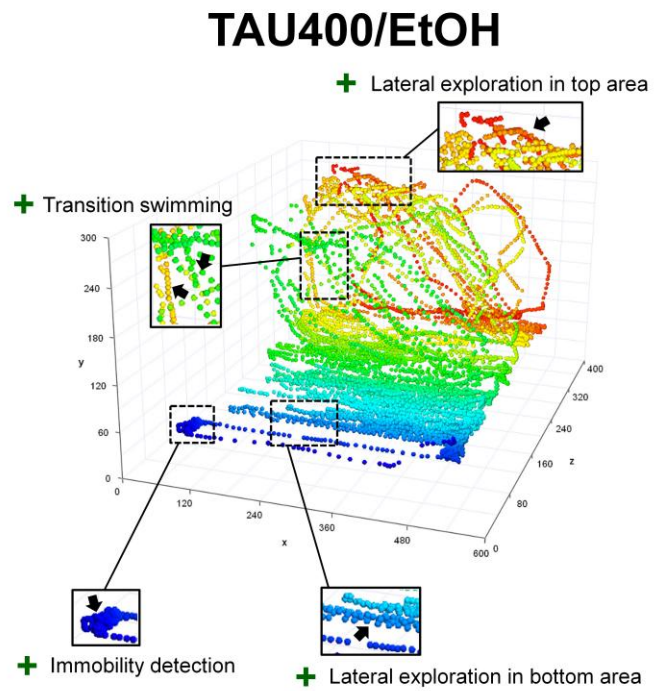 TAU400/EtOH
+ Lateral exploration in top area
+ Transition swimming
300
240
180
y
120
60
0
0
120
240
x
360
480
600
0
80
160
z
240
320
400
+ Immobility detection
+ Lateral exploration in bottom area